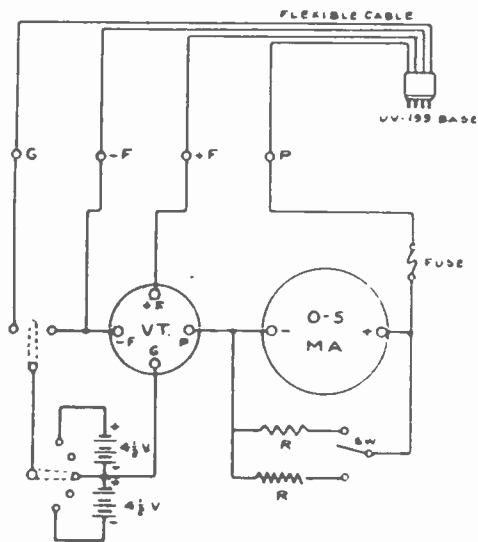 FLEXIBLE CABLE
UV-199 BASE
G
-F
+F
P
FUSE
+F
-F
V.T.
P
G
-
0-5
MA
+
R
SW
R
+
4½V
-
+
4½V
-